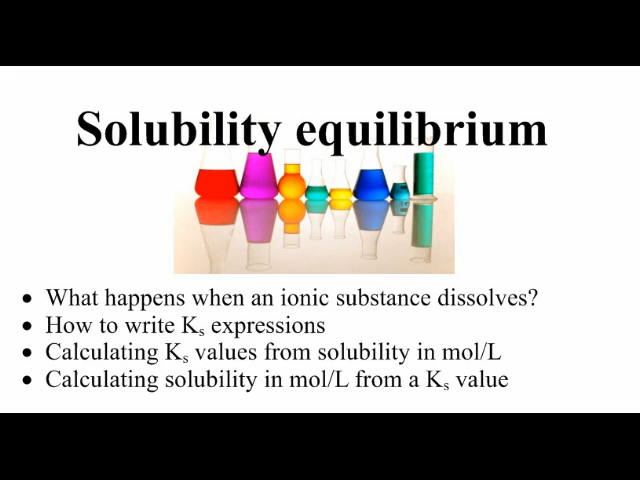 Solubility equilibrium
• What happens when an ionic substance dissolves?
• How to write Kₛ expressions
• Calculating Kₛ values from solubility in mol/L
• Calculating solubility in mol/L from a Kₛ value